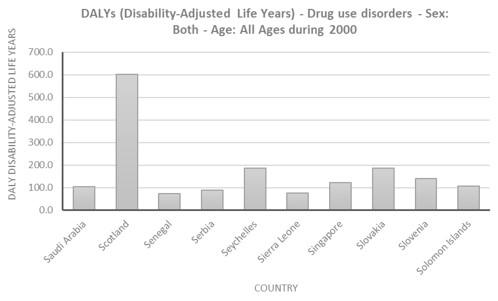 DALYs (Disability-Adjusted Life Years) - Drug use disorders - Sex:
Both - Age: All Ages during 2000
DALY DISABILITY-ADJUSTED LIFE YEARS
700.0
600.0
500.0
400.0
300.0
200.0
100.0
0.0
Saudi Arabia
Scotland
Senegal
Serbia
Seychelles
Sierra Leone
Singapore
Slovakia
Slovenia
Solomon Islands
COUNTRY